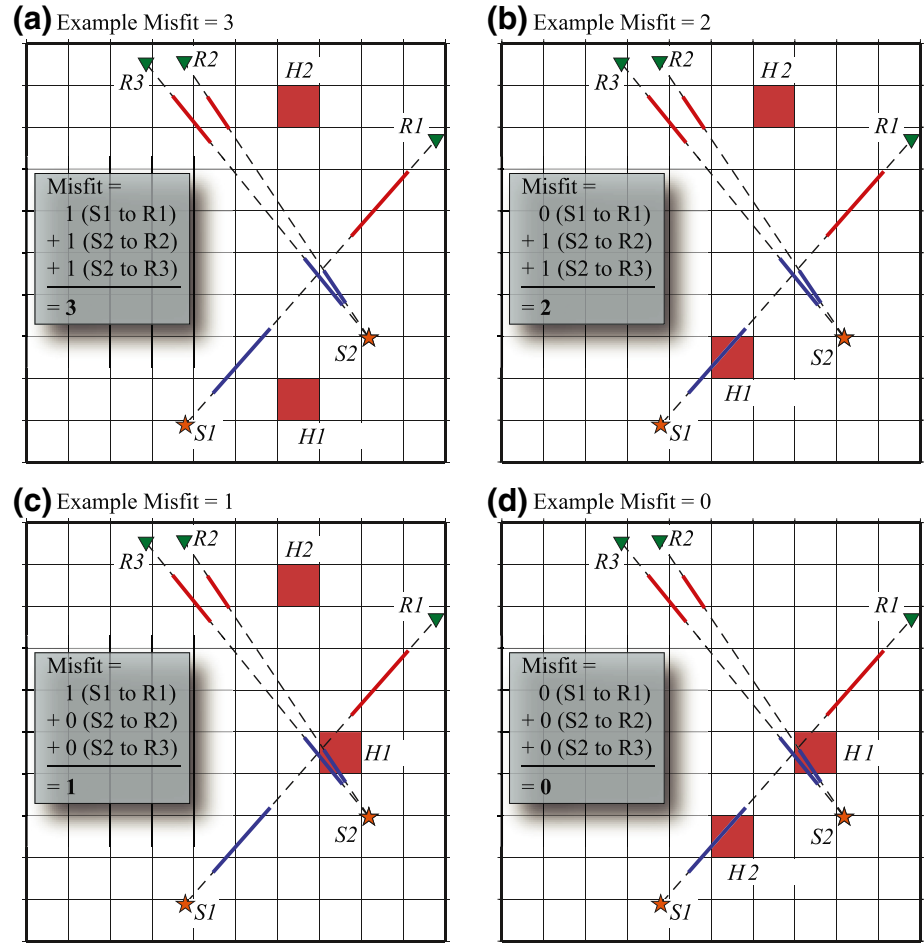 (a) Example Misfit = 3
R3
R2
H2
R1
Misfit =
1 (S1 to R1)
+ 1 (S2 to R2)
+ 1 (S2 to R3)
= 3
S2
S1
H1
(b) Example Misfit = 2
R3
R2
H2
R1
Misfit =
0 (S1 to R1)
+ 1 (S2 to R2)
+ 1 (S2 to R3)
= 2
S2
H1
S1
(c) Example Misfit = 1
R3
R2
H2
R1
Misfit =
1 (S1 to R1)
+ 0 (S2 to R2)
+ 0 (S2 to R3)
= 1
H1
S2
S1
(d) Example Misfit = 0
R3
R2
R1
Misfit =
0 (S1 to R1)
+ 0 (S2 to R2)
+ 0 (S2 to R3)
= 0
H1
S2
H2
S1